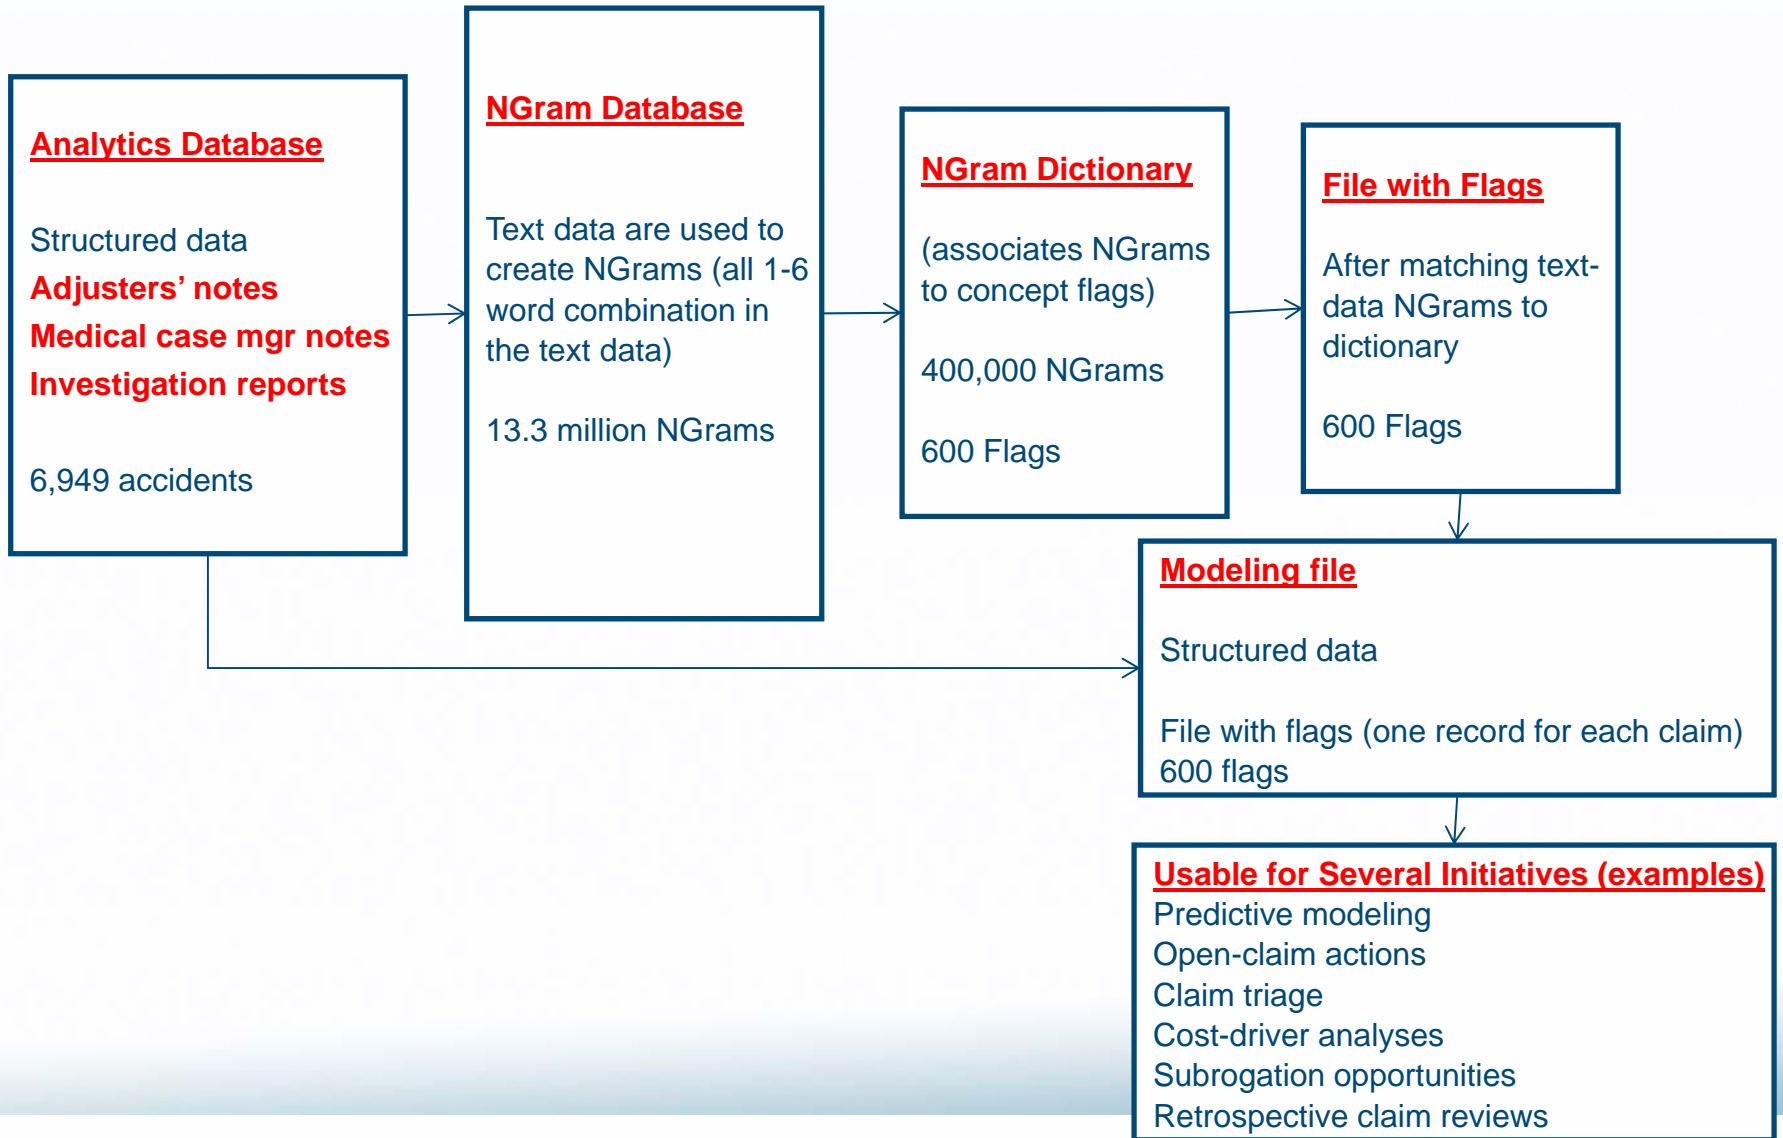 Analytics Database
Structured data
Adjusters’ notes
Medical case mgr notes
Investigation reports
6,949 accidents
NGram Database
Text data are used to
create NGrams (all 1-6
word combination in
the text data)
13.3 million NGrams
NGram Dictionary
(associates NGrams
to concept flags)
400,000 NGrams
600 Flags
File with Flags
After matching text-
data NGrams to
dictionary
600 Flags
Modeling file
Structured data
File with flags (one record for each claim)
600 flags
Usable for Several Initiatives (examples)
Predictive modeling
Open-claim actions
Claim triage
Cost-driver analyses
Subrogation opportunities
Retrospective claim reviews